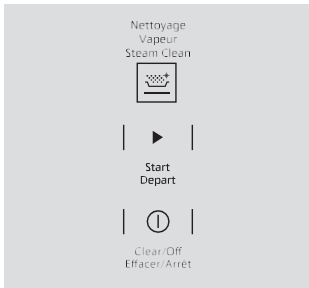 Nettoyage
Vapeur
Steam Clean
Start
Depart
Clear/Off
Effacer/Arrêt